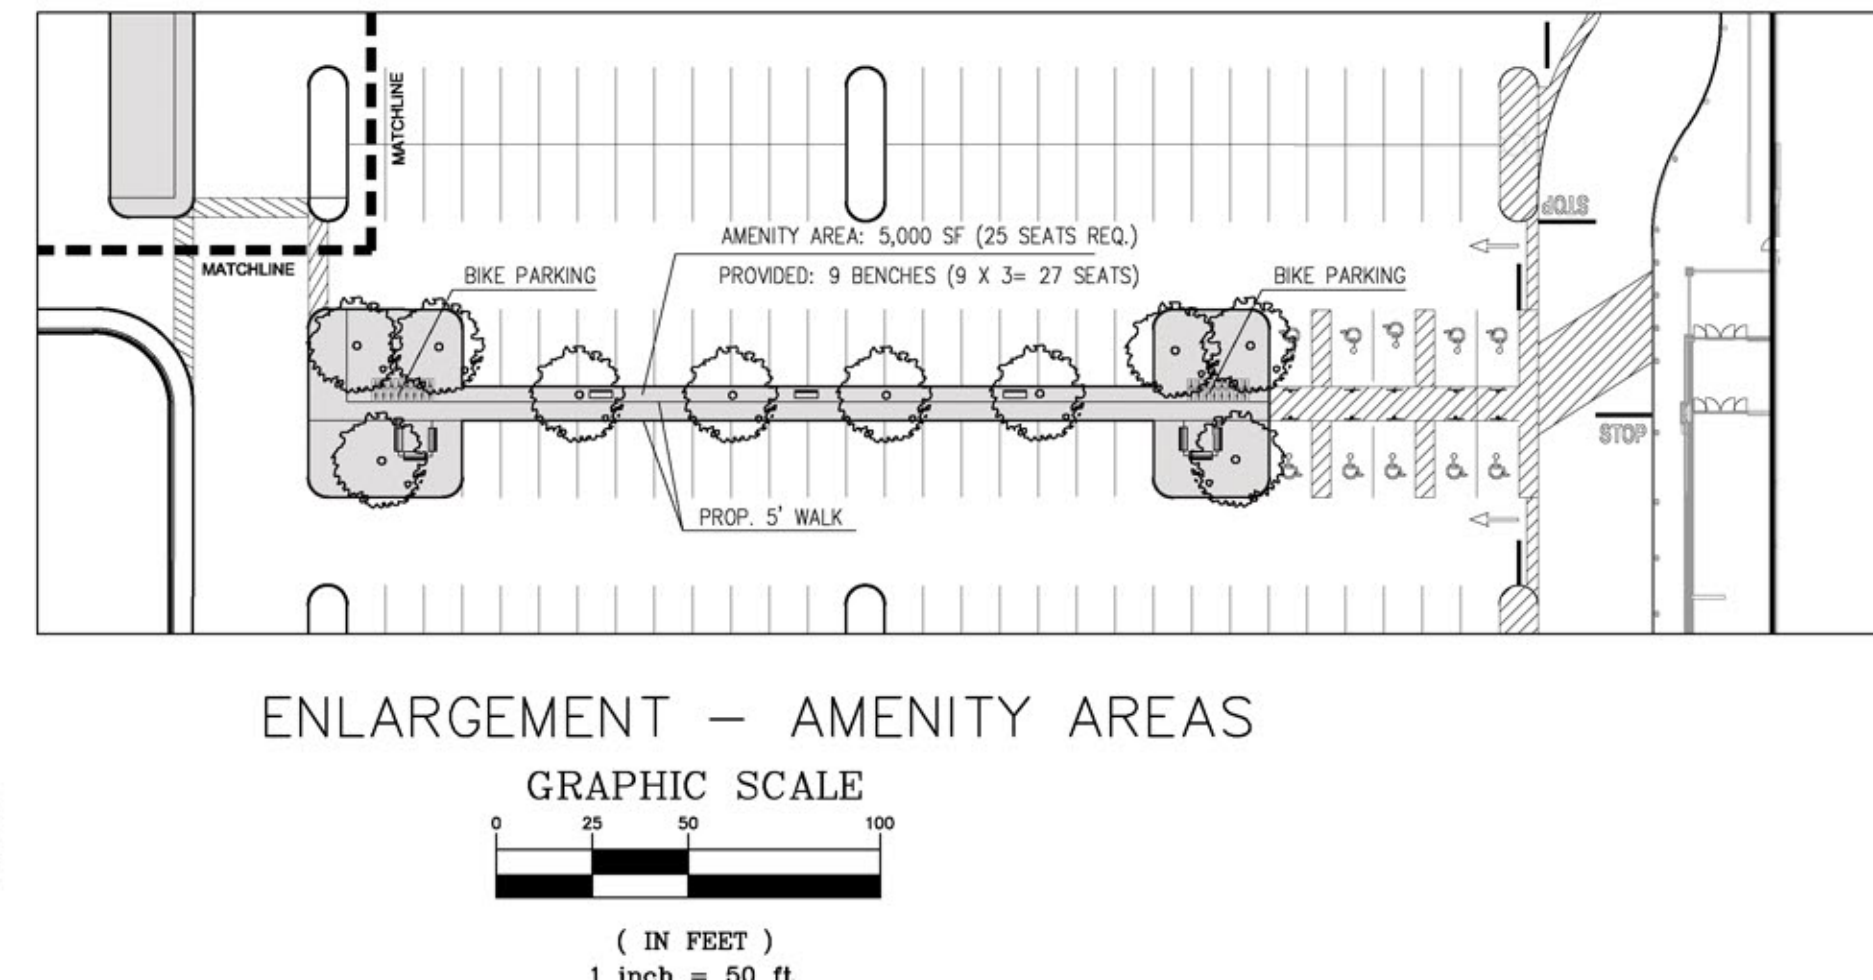 MATCHLINE
MATCHLINE
AMENITY AREA: 5,000 SF (25 SEATS REQ.)
PROVIDED: 9 BENCHES (9 X 3= 27 SEATS)
BIKE PARKING
BIKE PARKING
STOP
STOP
PROP. 5' WALK
ENLARGEMENT – AMENITY AREAS
GRAPHIC SCALE
0 25 50 100
( IN FEET )
1 inch = 50 ft.